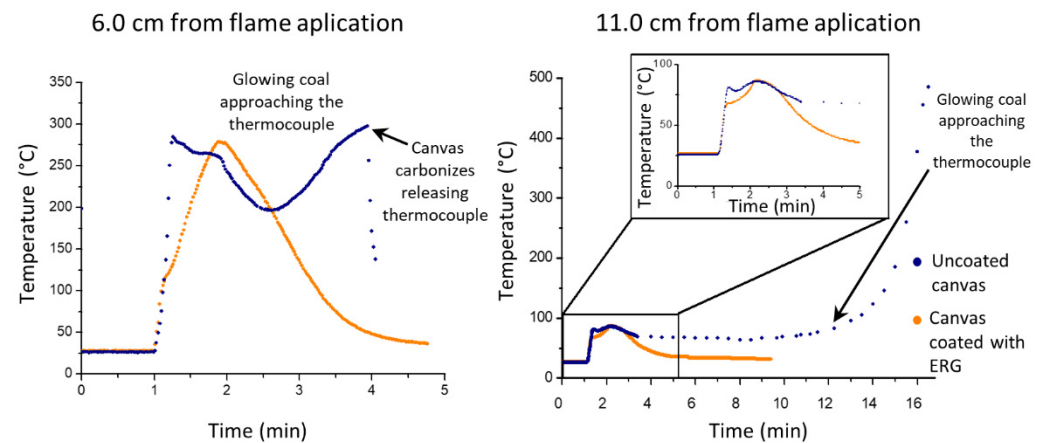 6.0 cm from flame aplication
11.0 cm from flame aplication
350
300
250
200
150
100
50
0
Temperature (°C)
0
1
2
3
4
5
Time (min)
Glowing coal
approaching the
thermocouple
Canvas
carbonizes
releasing
thermocouple
500
400
300
200
100
0
Temperature (°C)
0
2
4
6
8
10
12
14
16
Time (min)
100
50
0
Temperature (°C)
0
1
2
3
4
5
Time (min)
Glowing coal
approaching
the
thermocouple
Uncoated
canvas
Canvas
coated with
ERG